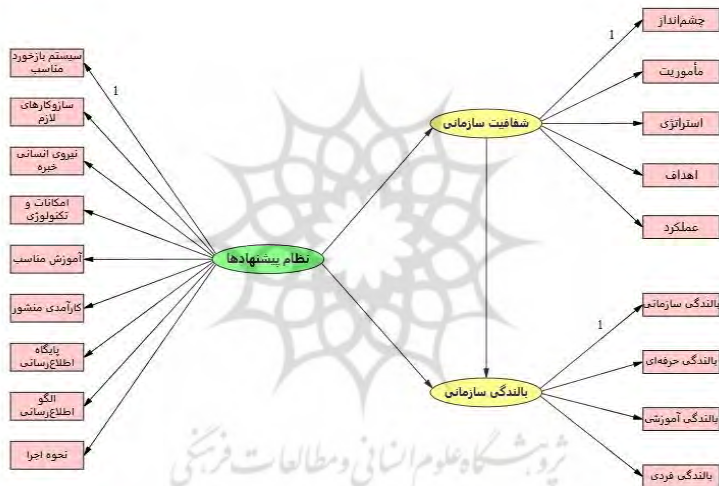 چشم‌انداز
1
مأموریت
استراتژی
اهداف
عملکرد
شفافیت سازمانی
سیستم بازخورد
مناسب
1
سازوکارهای
لازم
نیروی انسانی
خبره
امکانات و
تکنولوژی
آموزش مناسب
کارآمدی منشور
پایگاه
اطلاع‌رسانی
الگو
اطلاع‌رسانی
نحوه اجرا
نظام پیشنهادها
بالندگی سازمانی
1
بالندگی سازمانی
بالندگی حرفه‌ای
بالندگی آموزشی
بالندگی فردی
پژوهشگاه علوم انسانی و مطالعات فرهنگی